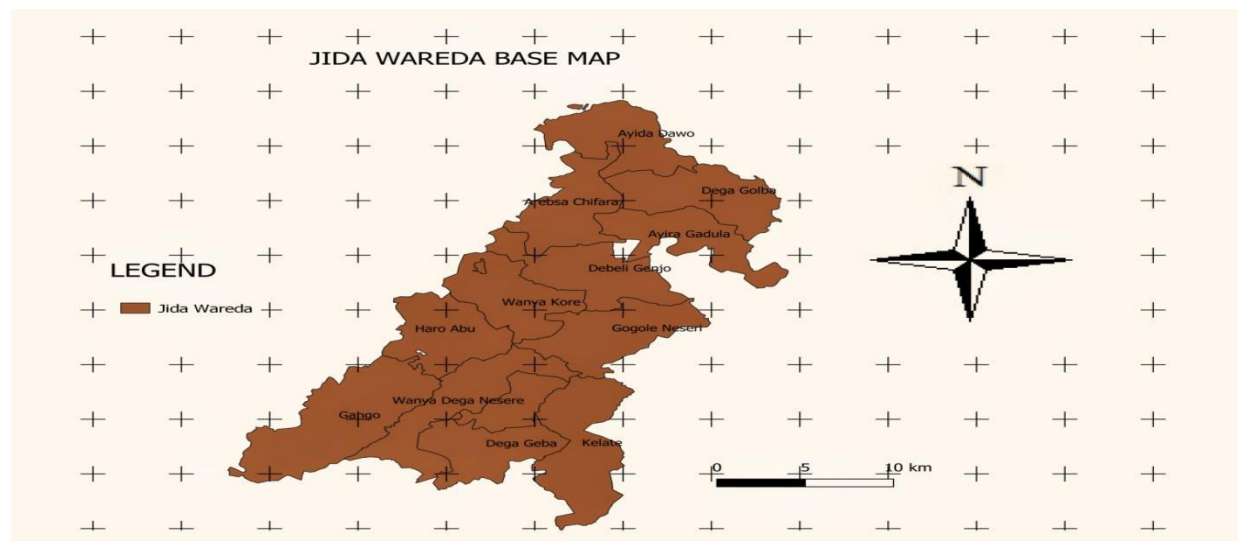 JIDA WAREDA BASE MAP
Ayida Dawo
N
Dega Golba
Arebsa Chifara
Ayira Gadula
LEGEND
Debeli Genjo
Jida Wareda
Wanya Kore
Haro Abu
Gogole Neseri
Wanya Dega Nesere
Gango
Dega Geba
Kelate
0 5 10 km